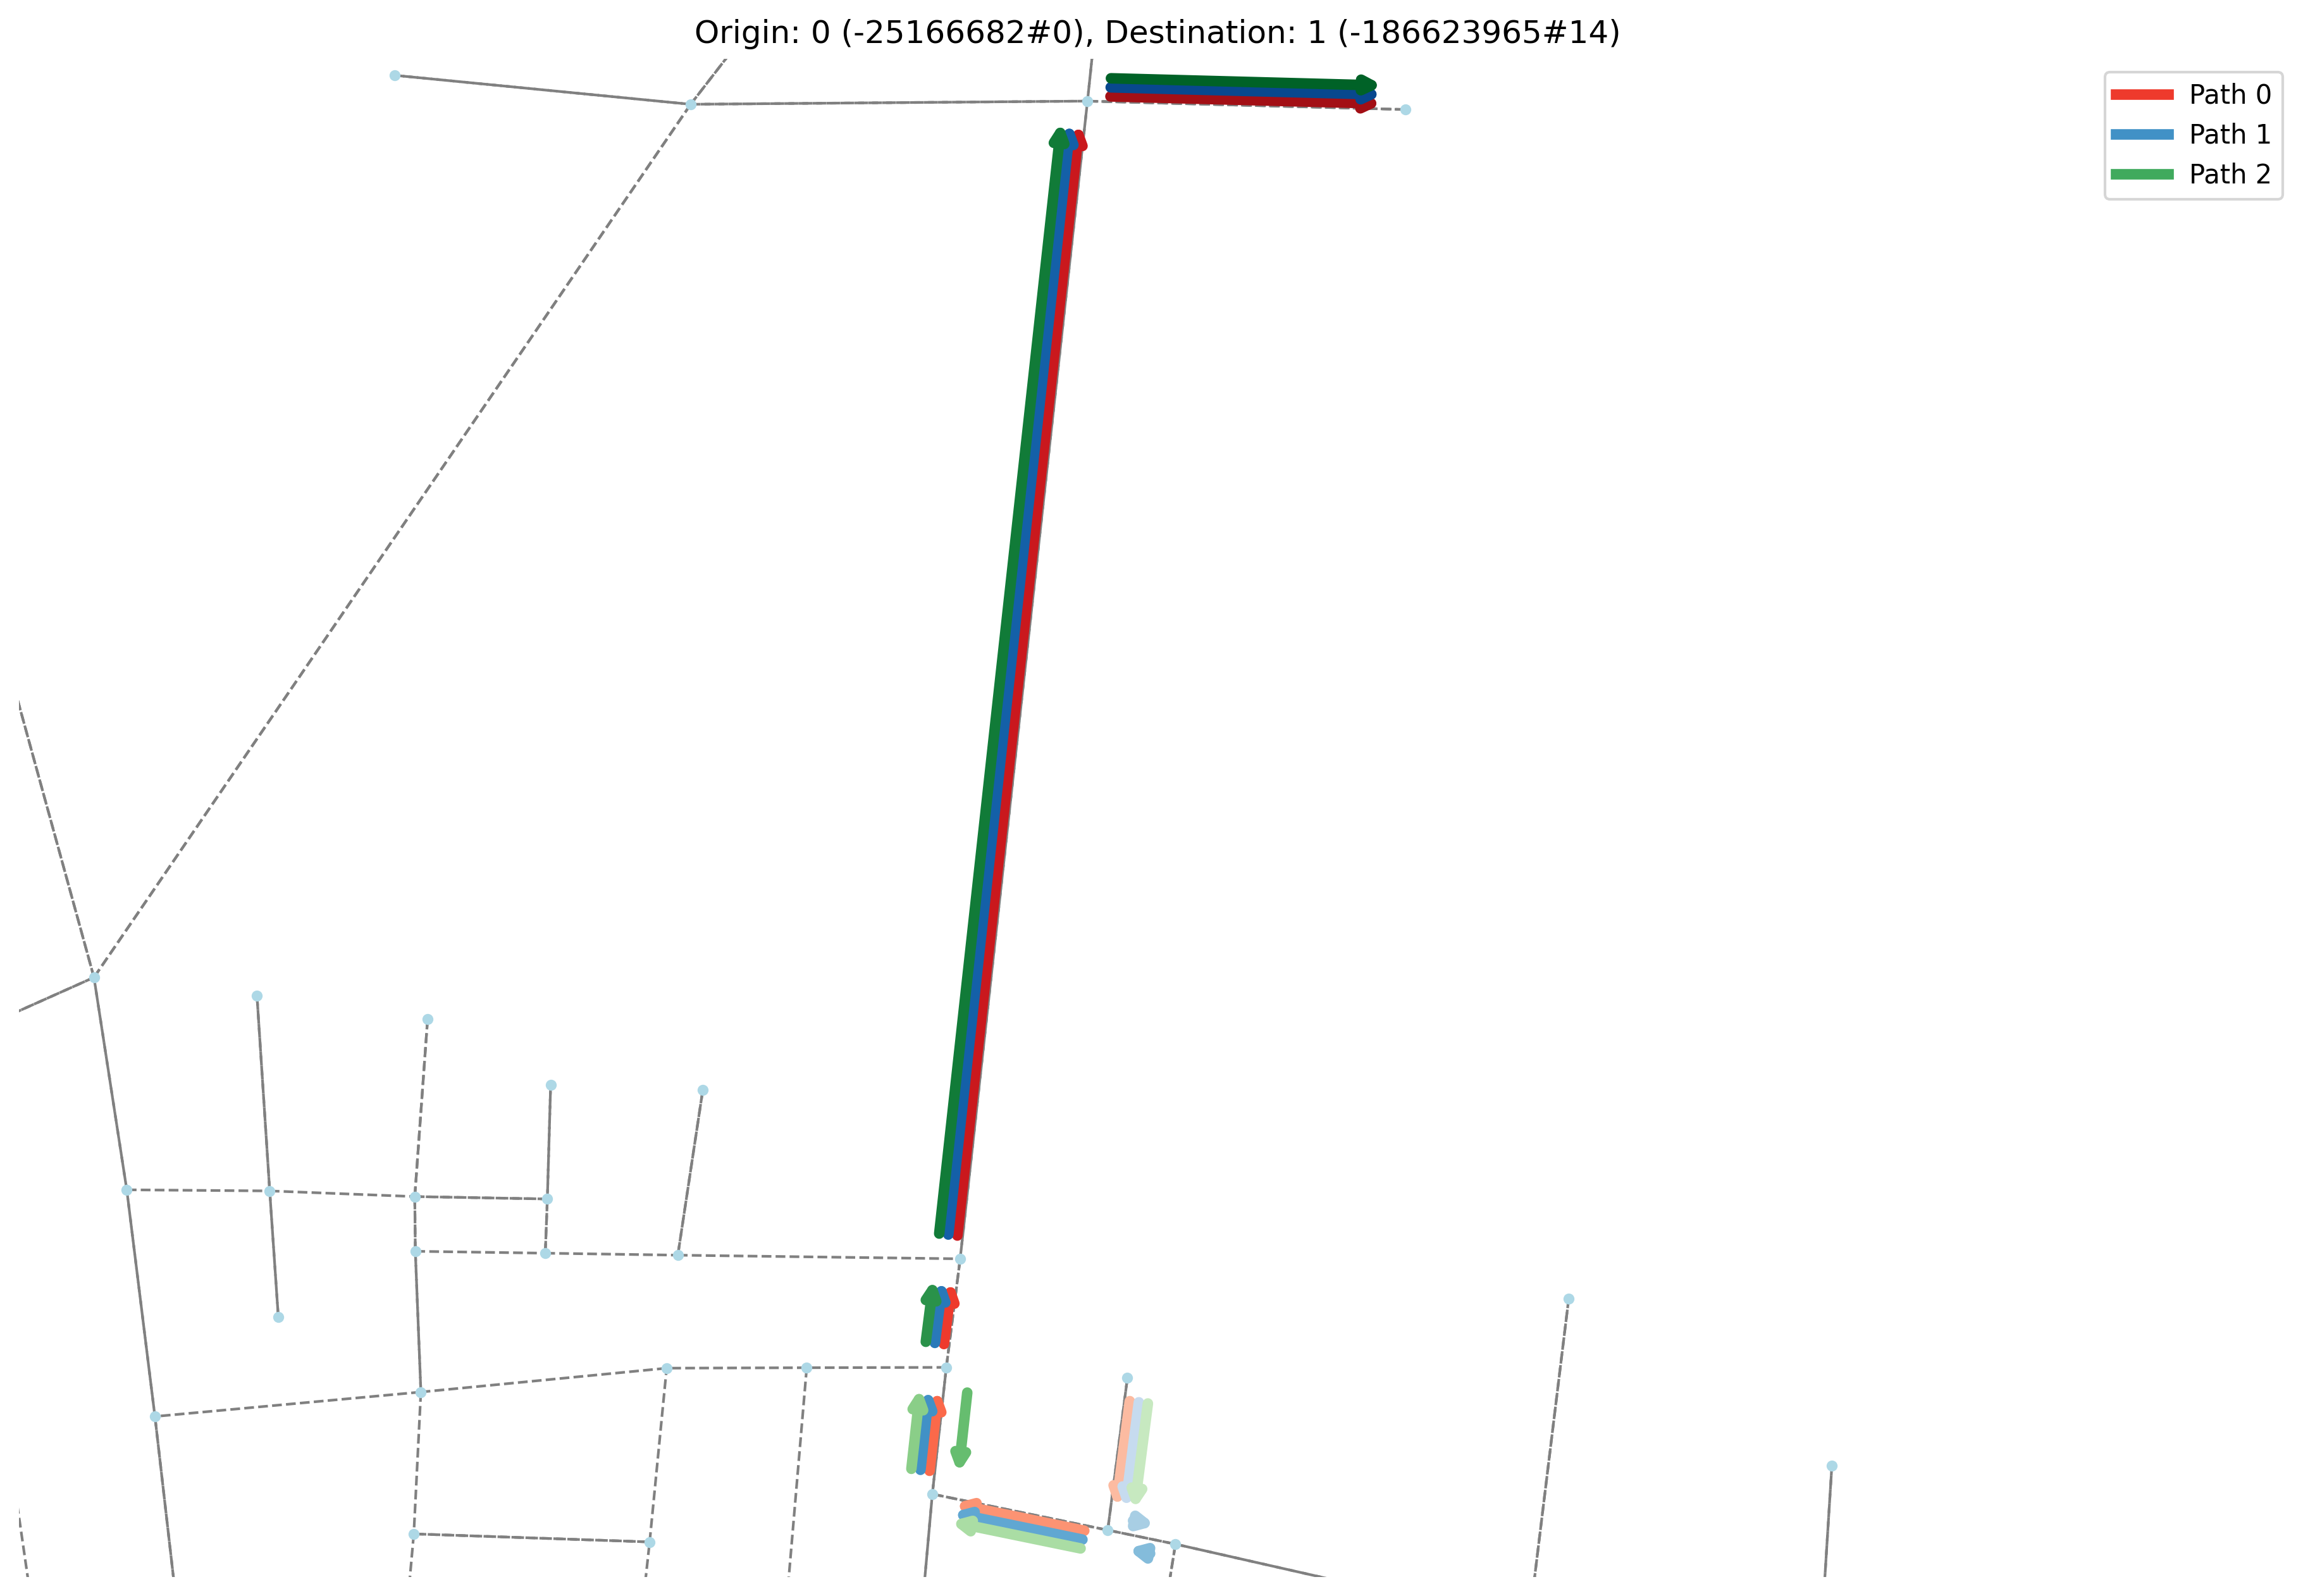 Origin: 0 (-25166682#0), Destination: 1 (-186623965#14)
Path 0
Path 1
Path 2